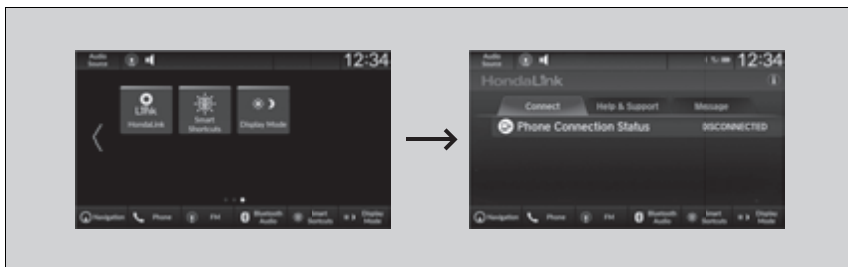 Audio Source
12:34
LInk
HondaLink
Smart Shortcuts
Display Mode
Navigation
Phone
FM
Bluetooth Audio
Smart Shortcuts
Display Mode
Audio Source
12:34
HondaLink
Connect
Help & Support
Message
Phone Connection Status
DISCONNECTED
Navigation
Phone
FM
Bluetooth Audio
Smart Shortcuts
Display Mode